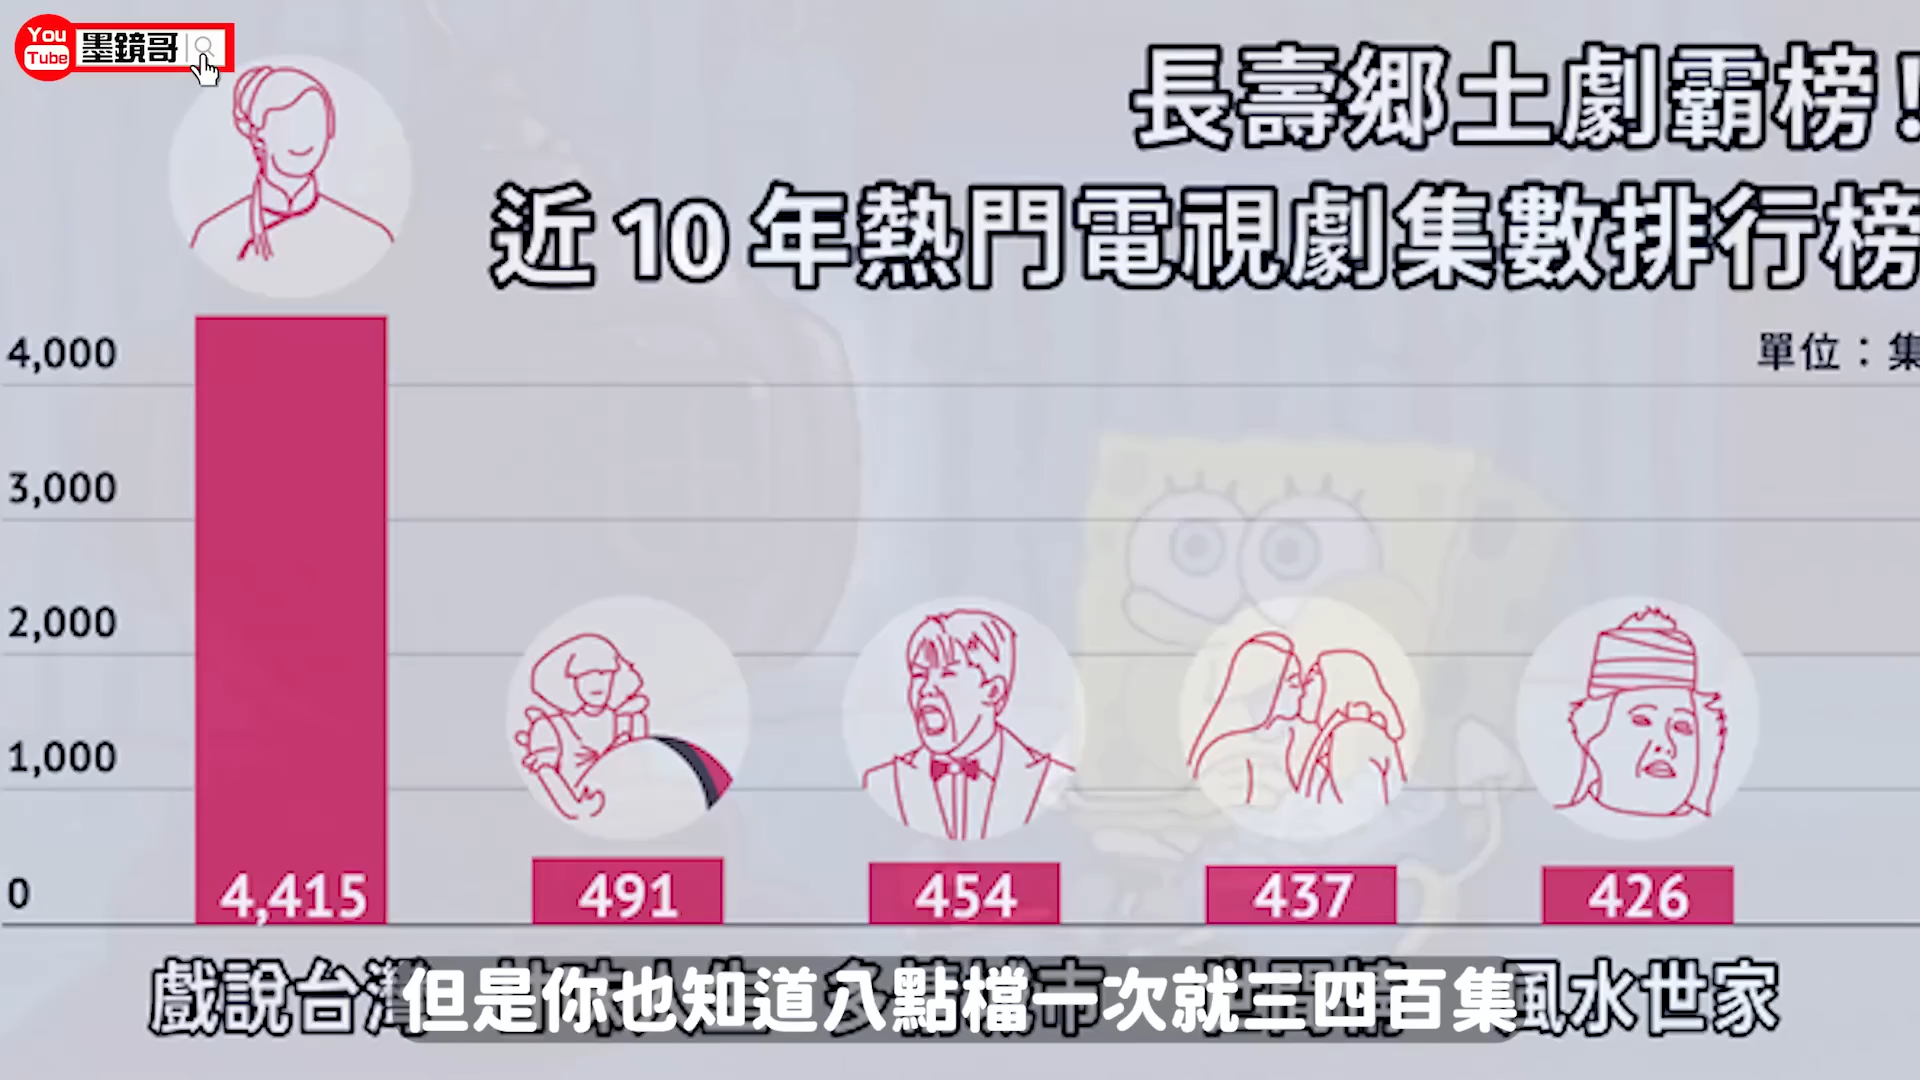 You
Tube
墨鏡哥
長壽鄉土劇霸榜!
近10年熱門電視劇集數排行榜
單位：集
4,000
3,000
2,000
1,000
0
4,415
491
454
437
426
戲說台灣
風水世家
但是你也知道八點檔一次就三四百集